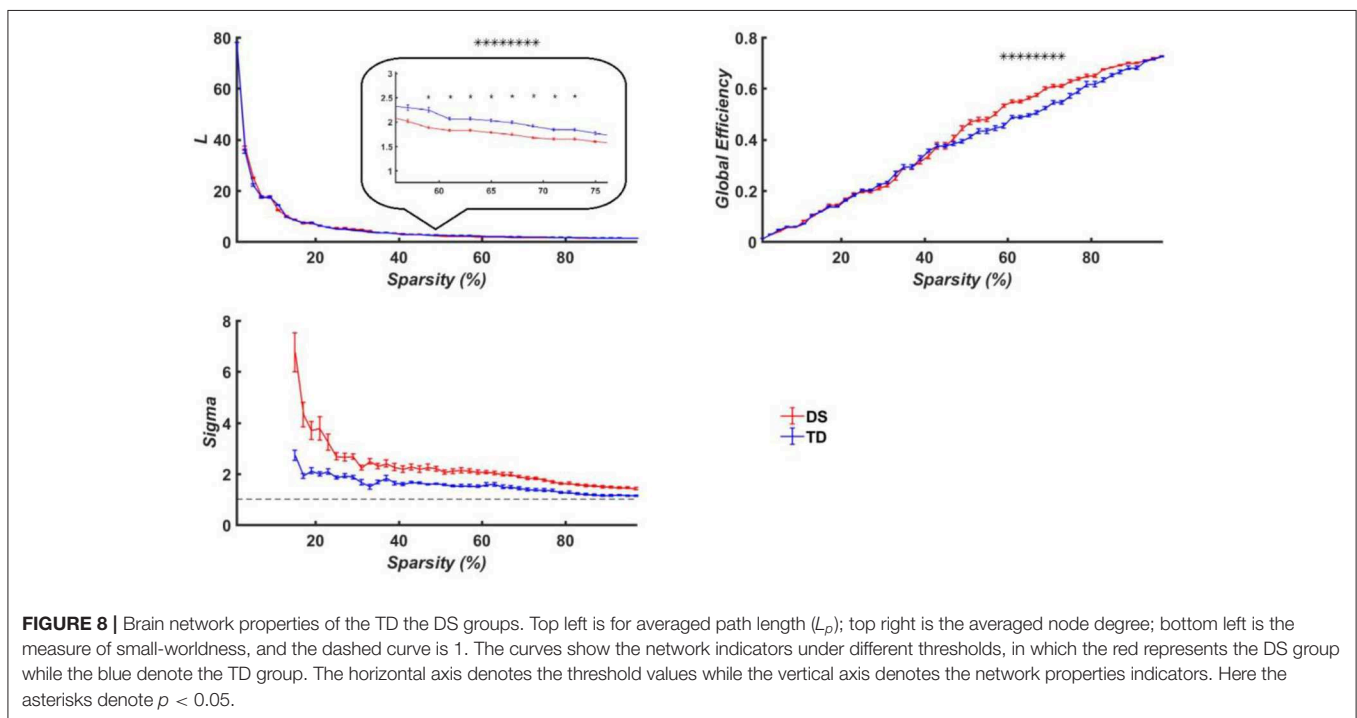 80
60
40
20
0
L
********
3
2.5
2
1.5
1
* * * * * * * *
60 65 70 75
20 40 60 80
Sparsity (%)
0.8
0.6
0.4
0.2
0
Global Efficiency
********
20 40 60 80
Sparsity (%)
8
6
4
2
0
Sigma
20 40 60 80
Sparsity (%)
DS
TD
FIGURE 8 | Brain network properties of the TD the DS groups. Top left is for averaged path length (Lp); top right is the averaged node degree; bottom left is the
measure of small-worldness, and the dashed curve is 1. The curves show the network indicators under different thresholds, in which the red represents the DS group
while the blue denote the TD group. The horizontal axis denotes the threshold values while the vertical axis denotes the network properties indicators. Here the
asterisks denote p < 0.05.